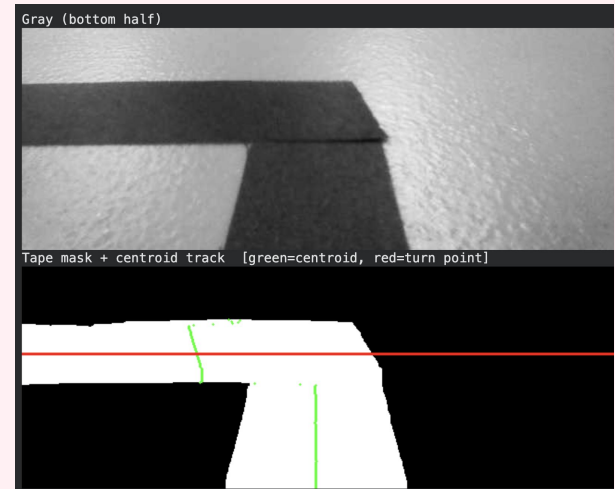 Gray (bottom half)
Tape mask + centroid track  [green=centroid, red=turn point]